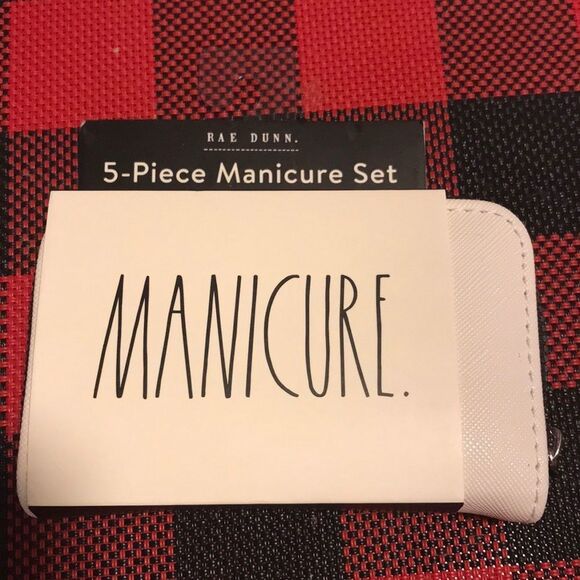 RAE DUNN.
5-Piece Manicure Set
MANICURE.